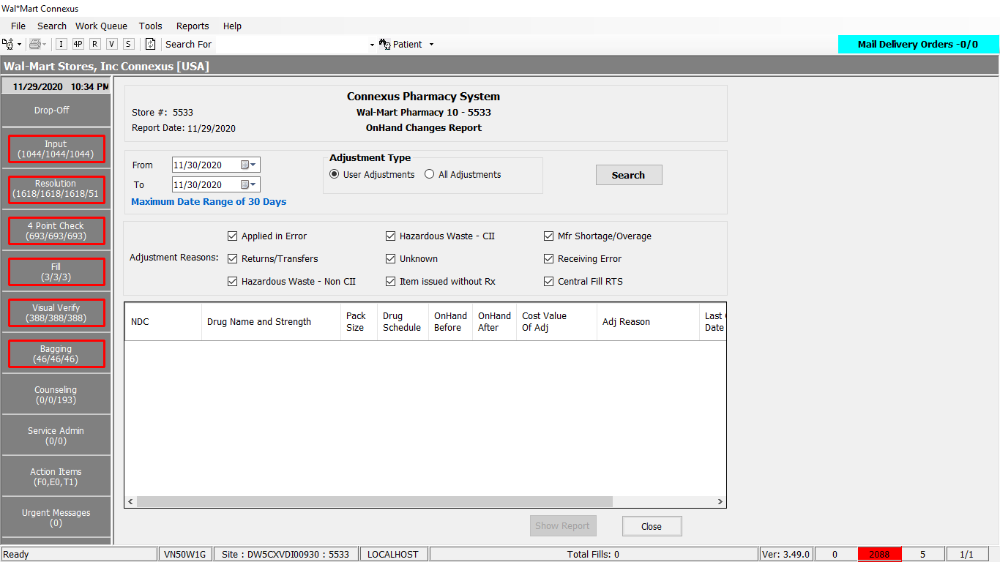 Wal*Mart Connexus
File Search Work Queue Tools Reports Help
I 4P R V S Search For Patient Mail Delivery Orders -0/0
Wal-Mart Stores, Inc Connexus [USA]
11/29/2020 10:34 PM
Drop-Off
Input
(1044/1044/1044)
Resolution
(1618/1618/1618/51
4 Point Check
(693/693/693)
Fill
(3/3/3)
Visual Verify
(388/388/388)
Bagging
(46/46/46)
Counseling
(0/0/193)
Service Admin
(0/0)
Action Items
(F0,E0,T1)
Urgent Messages
(0)
Connexus Pharmacy System
Store #: 5533 Wal-Mart Pharmacy 10 - 5533
Report Date: 11/29/2020 OnHand Changes Report
From 11/30/2020
To 11/30/2020
Maximum Date Range of 30 Days
Adjustment Type
User Adjustments All Adjustments
Search
Adjustment Reasons:
Applied in Error Hazardous Waste - CII Mfr Shortage/Overage
Returns/Transfers Unknown Receiving Error
Hazardous Waste - Non CII Item issued without Rx Central Fill RTS
NDC
Drug Name and Strength
Pack
Size
Drug
Schedule
OnHand
Before
OnHand
After
Cost Value
Of Adj
Adj Reason
Last
Date
Show Report Close
Ready VN50W1G Site : DW5CXVDI00930 : 5533 LOCALHOST Total Fills: 0 Ver: 3.49.0 0 2088 5 1/1